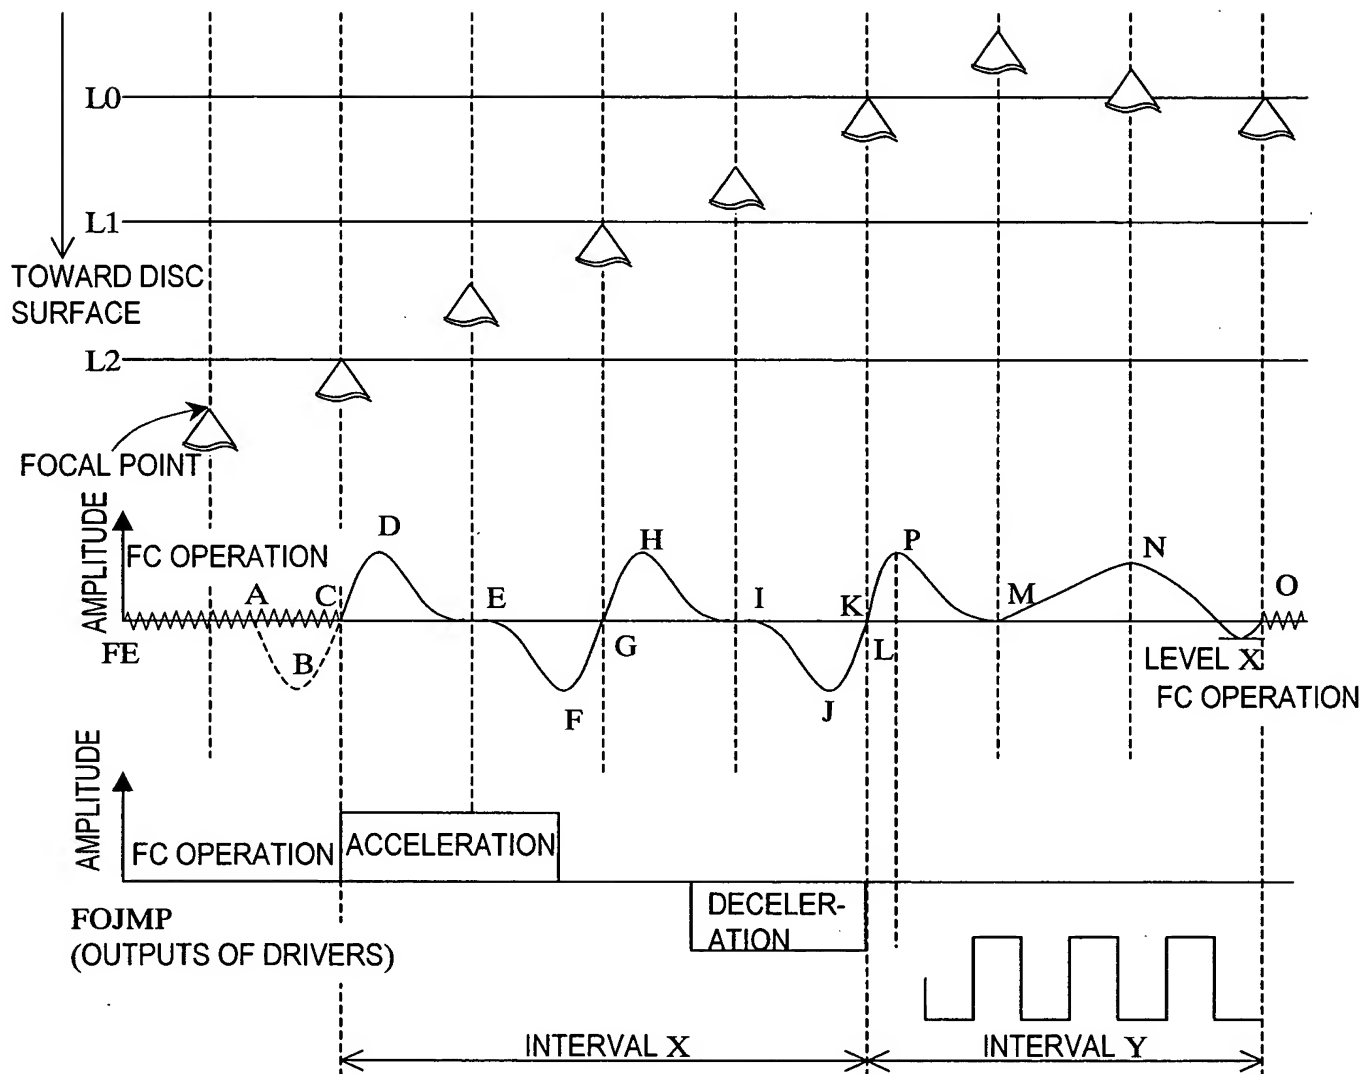 L0
L1
TOWARD DISC
SURFACE
L2
FOCAL POINT
AMPLITUDE
FC OPERATION
D
H
P
N
A
C
E
I
K
M
O
FE
B
G
L
F
J
LEVEL X
FC OPERATION
AMPLITUDE
FC OPERATION
ACCELERATION
FOJMP
(OUTPUTS OF DRIVERS)
DECELER-
ATION
INTERVAL X
INTERVAL Y